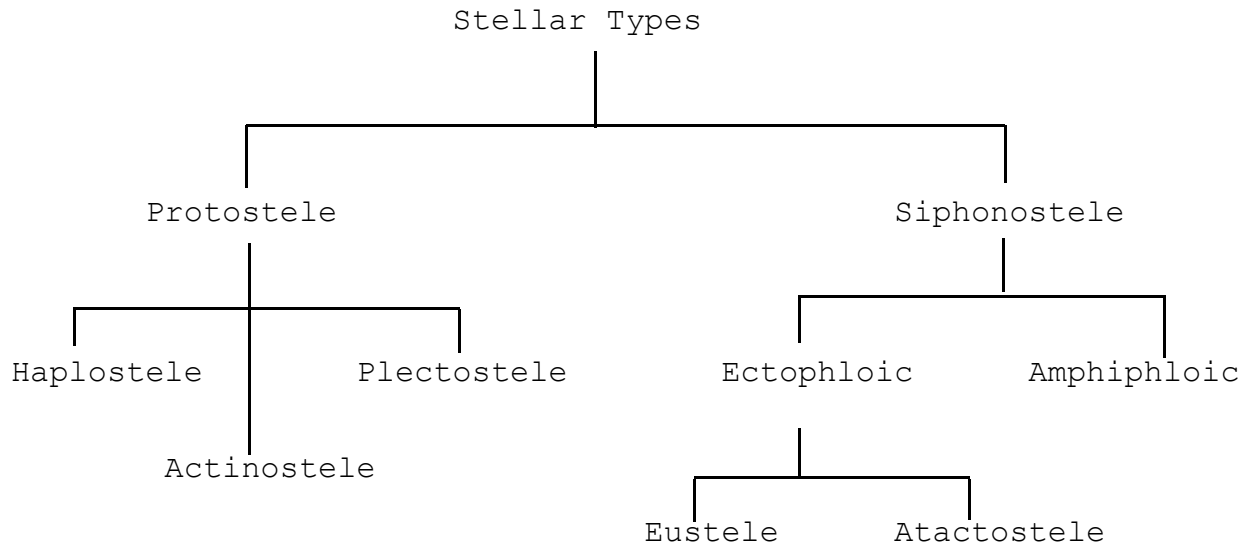 Stellar Types
Protostele
Siphonostele
Haplostele
Plectostele
Ectophloic
Amphiphloic
Actinostele
Eustele
Atactostele